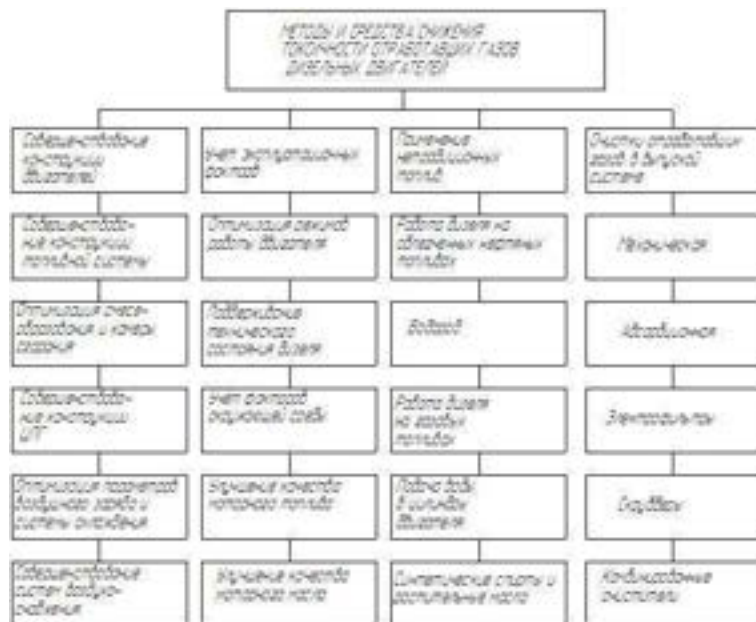 МЕТОДЫ И СРЕДСТВА СНИЖЕНИЯ
ТОКСИЧНОСТИ ОТРАБОТАВШИХ ГАЗОВ
ДИЗЕЛЬНЫХ ДВИГАТЕЛЕЙ
Совершенствование
конструкции
двигателей
Учет эксплуатационных
факторов
Применение
нетрадиционных
топлив
Очистки отработавших
газов в выпускной
системе
Совершенствова-
ние конструкции
топливной системы
Оптимизация режимов
работы двигателя
Работа дизеля на
облегченных нефтяных
топливах
Механическая
Оптимизация смесе-
образования и камеры
сгорания
Поддерживание
технического
состояния дизеля
Водород
Совершенствова-
ние конструкции
ЦПГ
Учет факторов
окружающей среды
Работа дизеля
на газовых
топливах
Электрофильтры
Оптимизация параметров
воздушного заряда и
системы охлаждения
Улучшение качества
моторного топлива
Подача воды
в цилиндры
двигателя
Скрубберы
Совершенствование
систем воздухо-
снабжения
Улучшение качества
моторного масла
Синтетические спирты и
растительные масла
Комбинированные
очистители